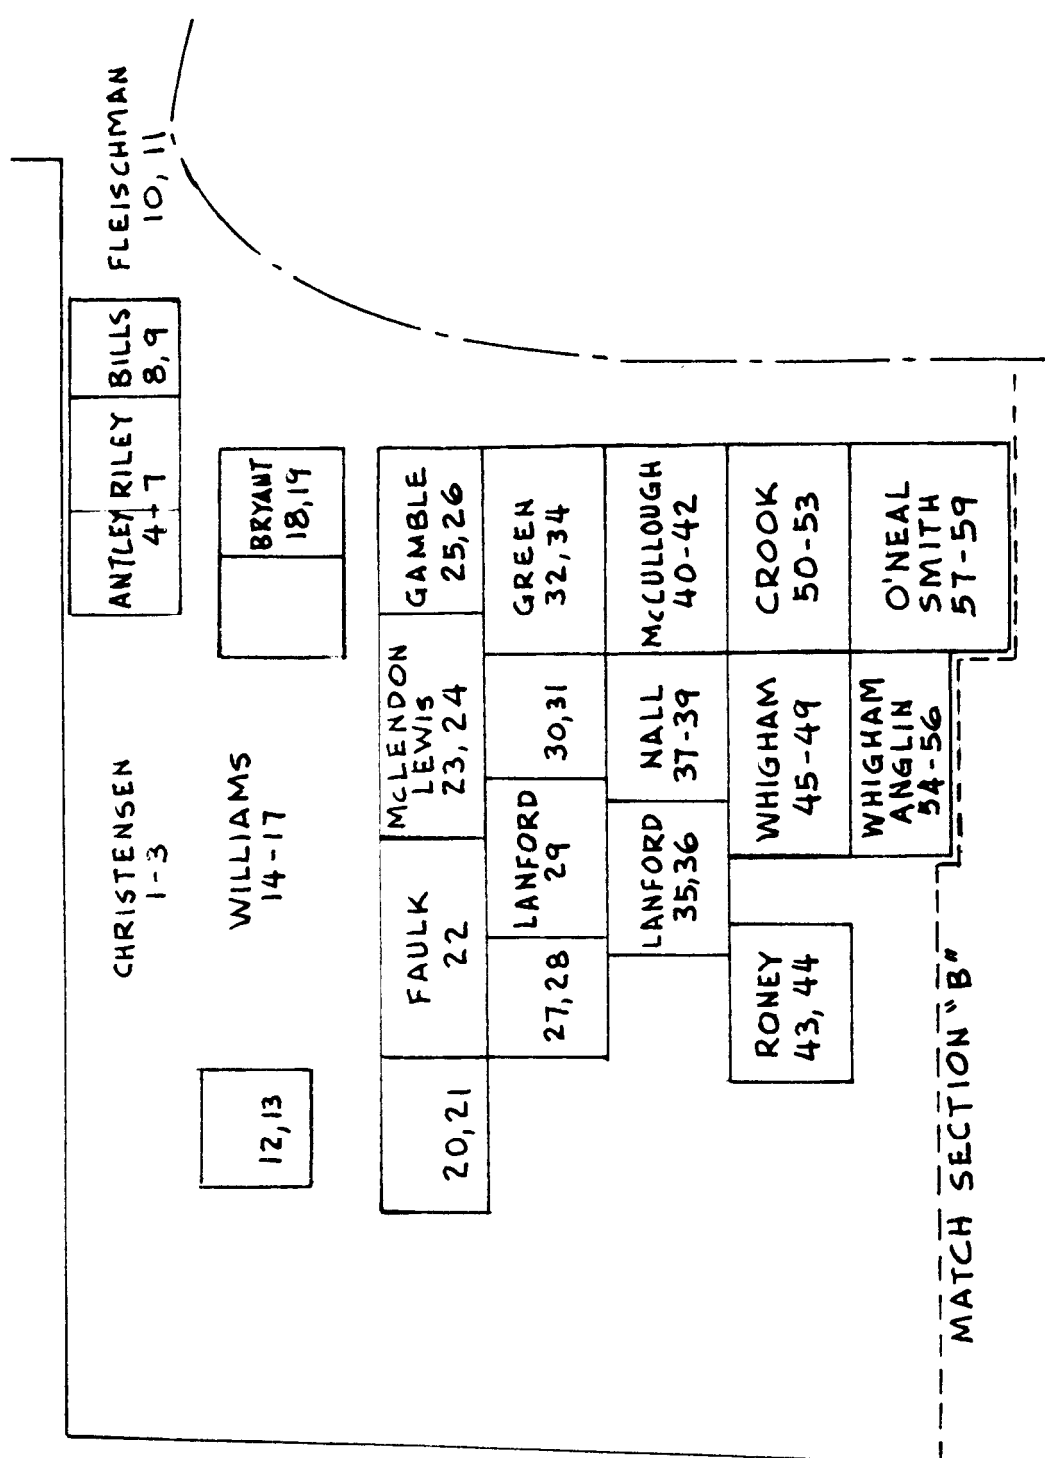 CHRISTENSEN
1-3
ANTLEY RILEY
4-7
BILLS
8,9
FLEISCHMAN
10, 11
12,13
WILLIAMS
14-17
BRYANT
18,19
20,21
FAULK
22
McLENDON
LEWIS
23, 24
GAMBLE
25,26
27,28
LANFORD
29
30,31
GREEN
32,34
LANFORD
35,36
NALL
37-39
McCULLOUGH
40-42
RONEY
43, 44
WHIGHAM
45-49
CROOK
50-53
WHIGHAM
ANGLIN
54-56
O'NEAL
SMITH
57-59
MATCH SECTION "B"